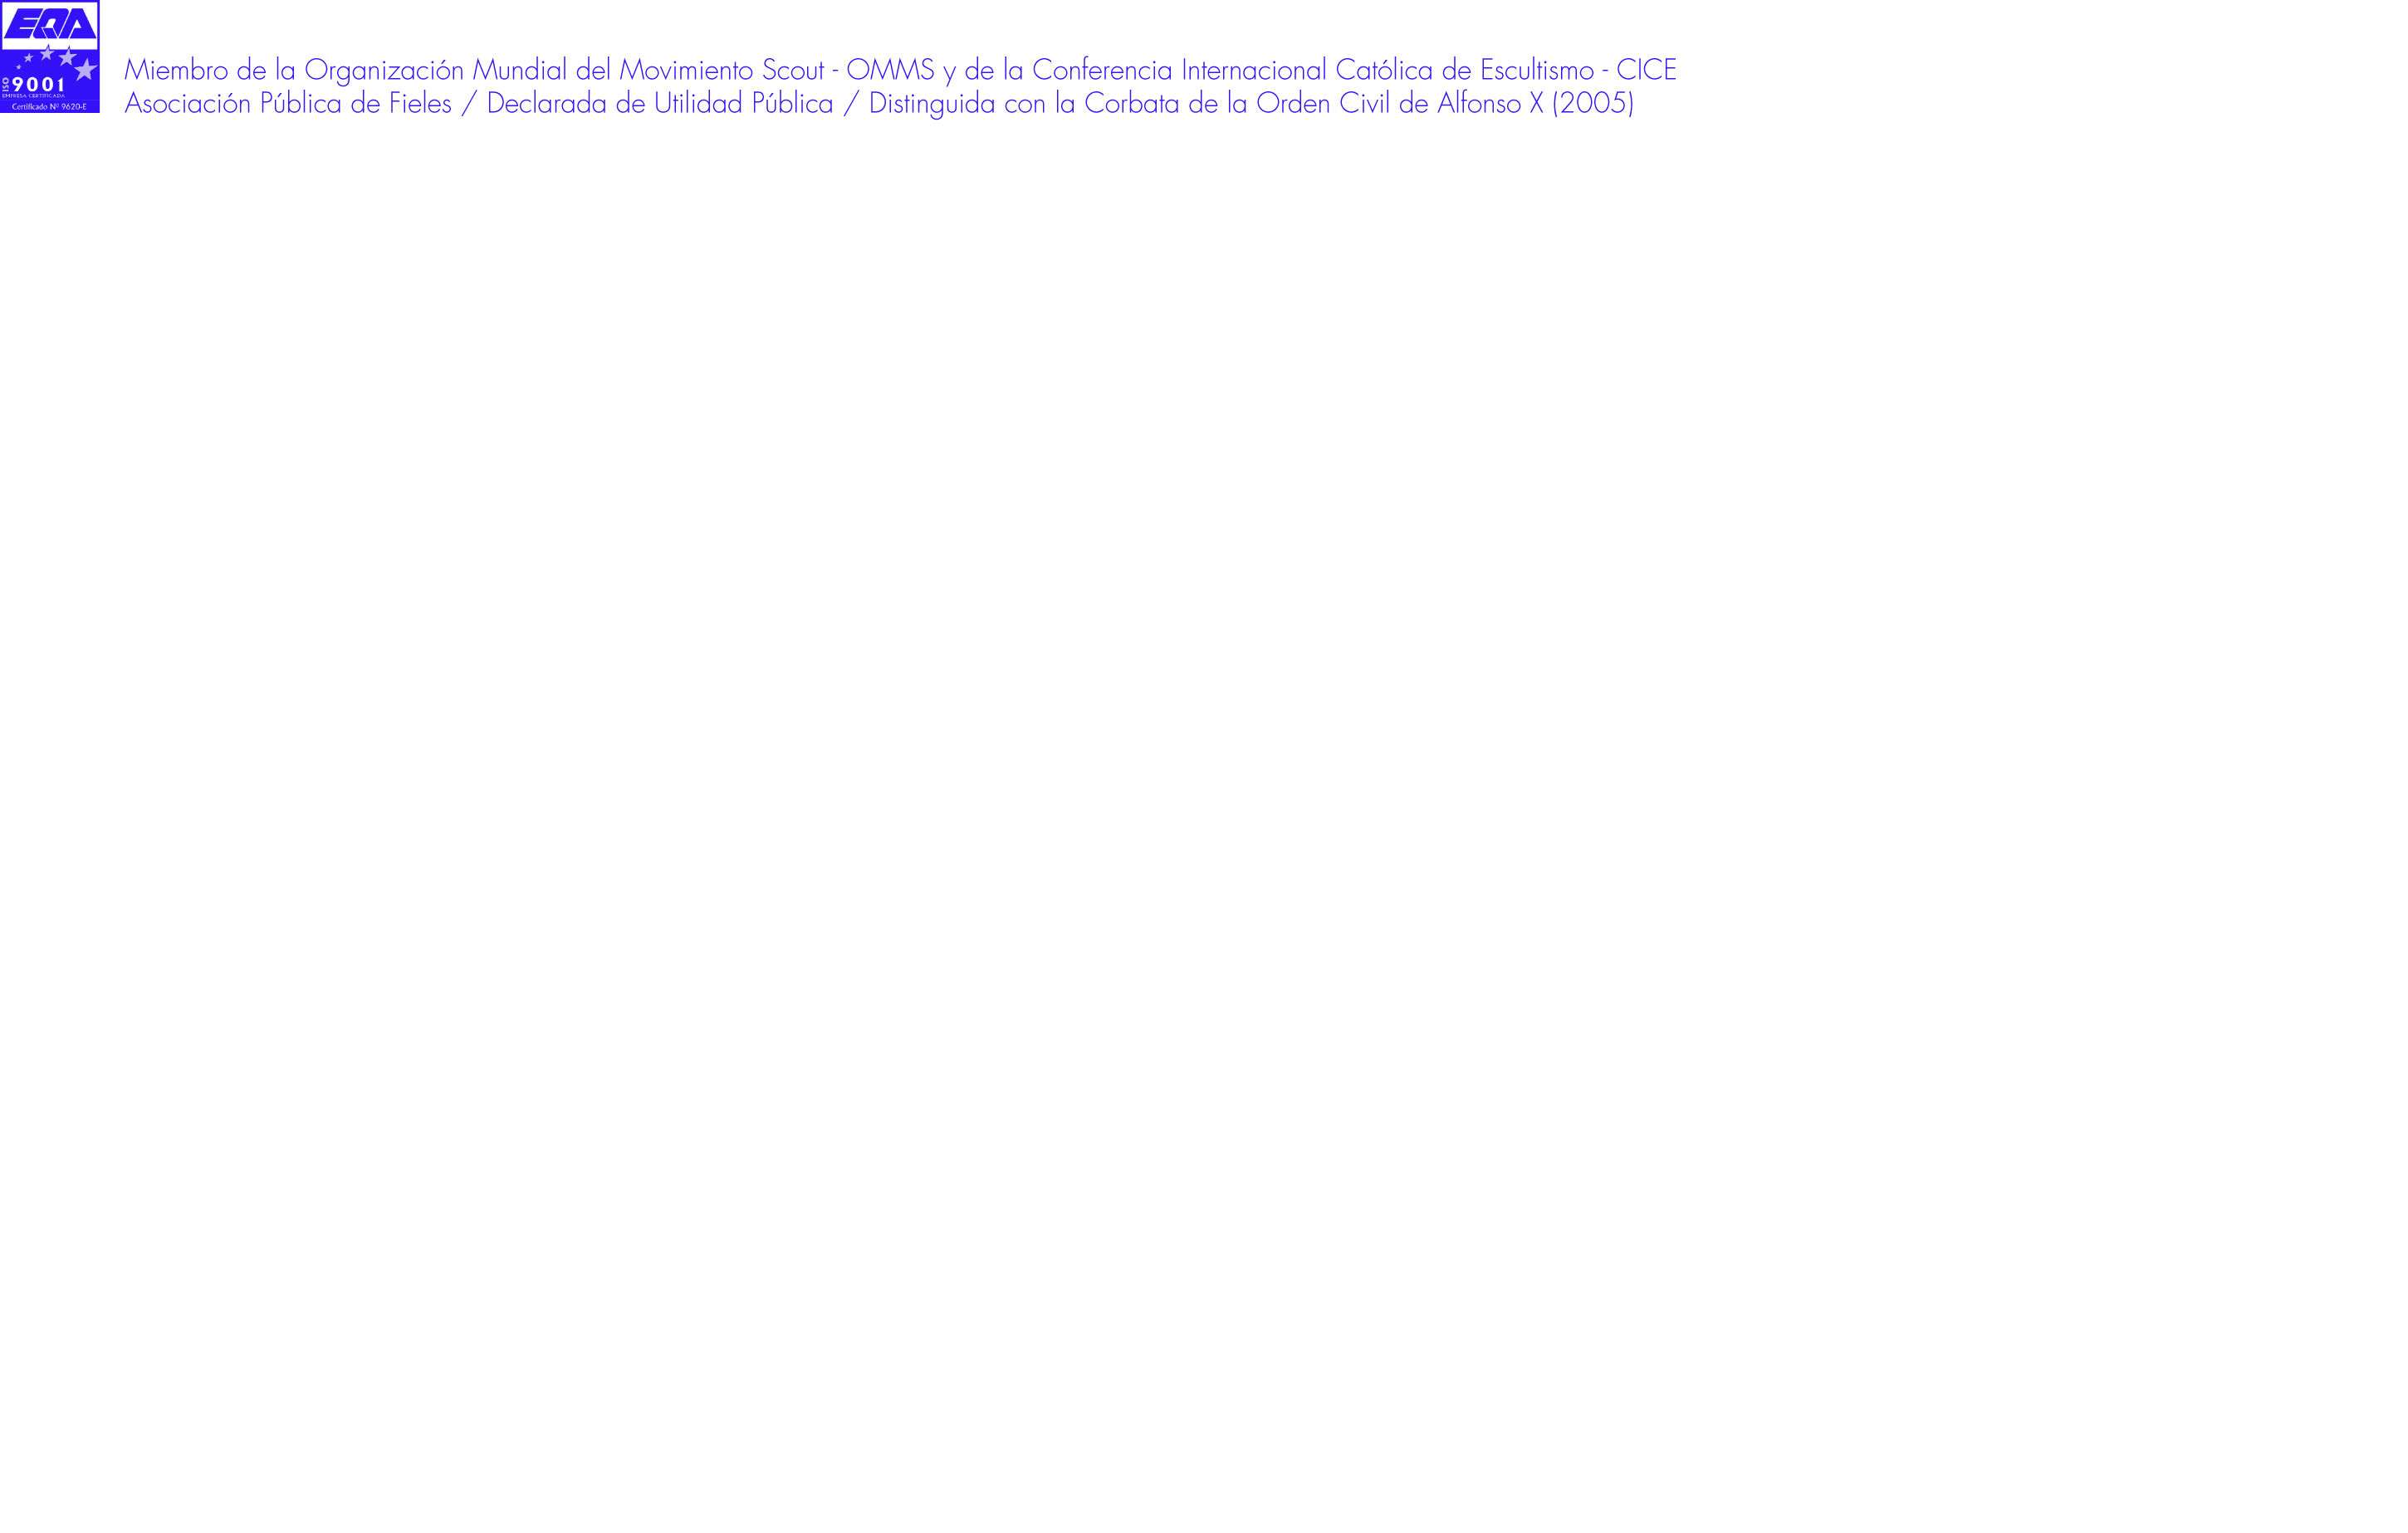 EQA
ISO 9001
EMPRESA CERTIFICADA
Certificado Nº 9620-E
Miembro de la Organización Mundial del Movimiento Scout - OMMS y de la Conferencia Internacional Católica de Escultismo - CICE
Asociación Pública de Fieles / Declarada de Utilidad Pública / Distinguida con la Corbata de la Orden Civil de Alfonso X (2005)